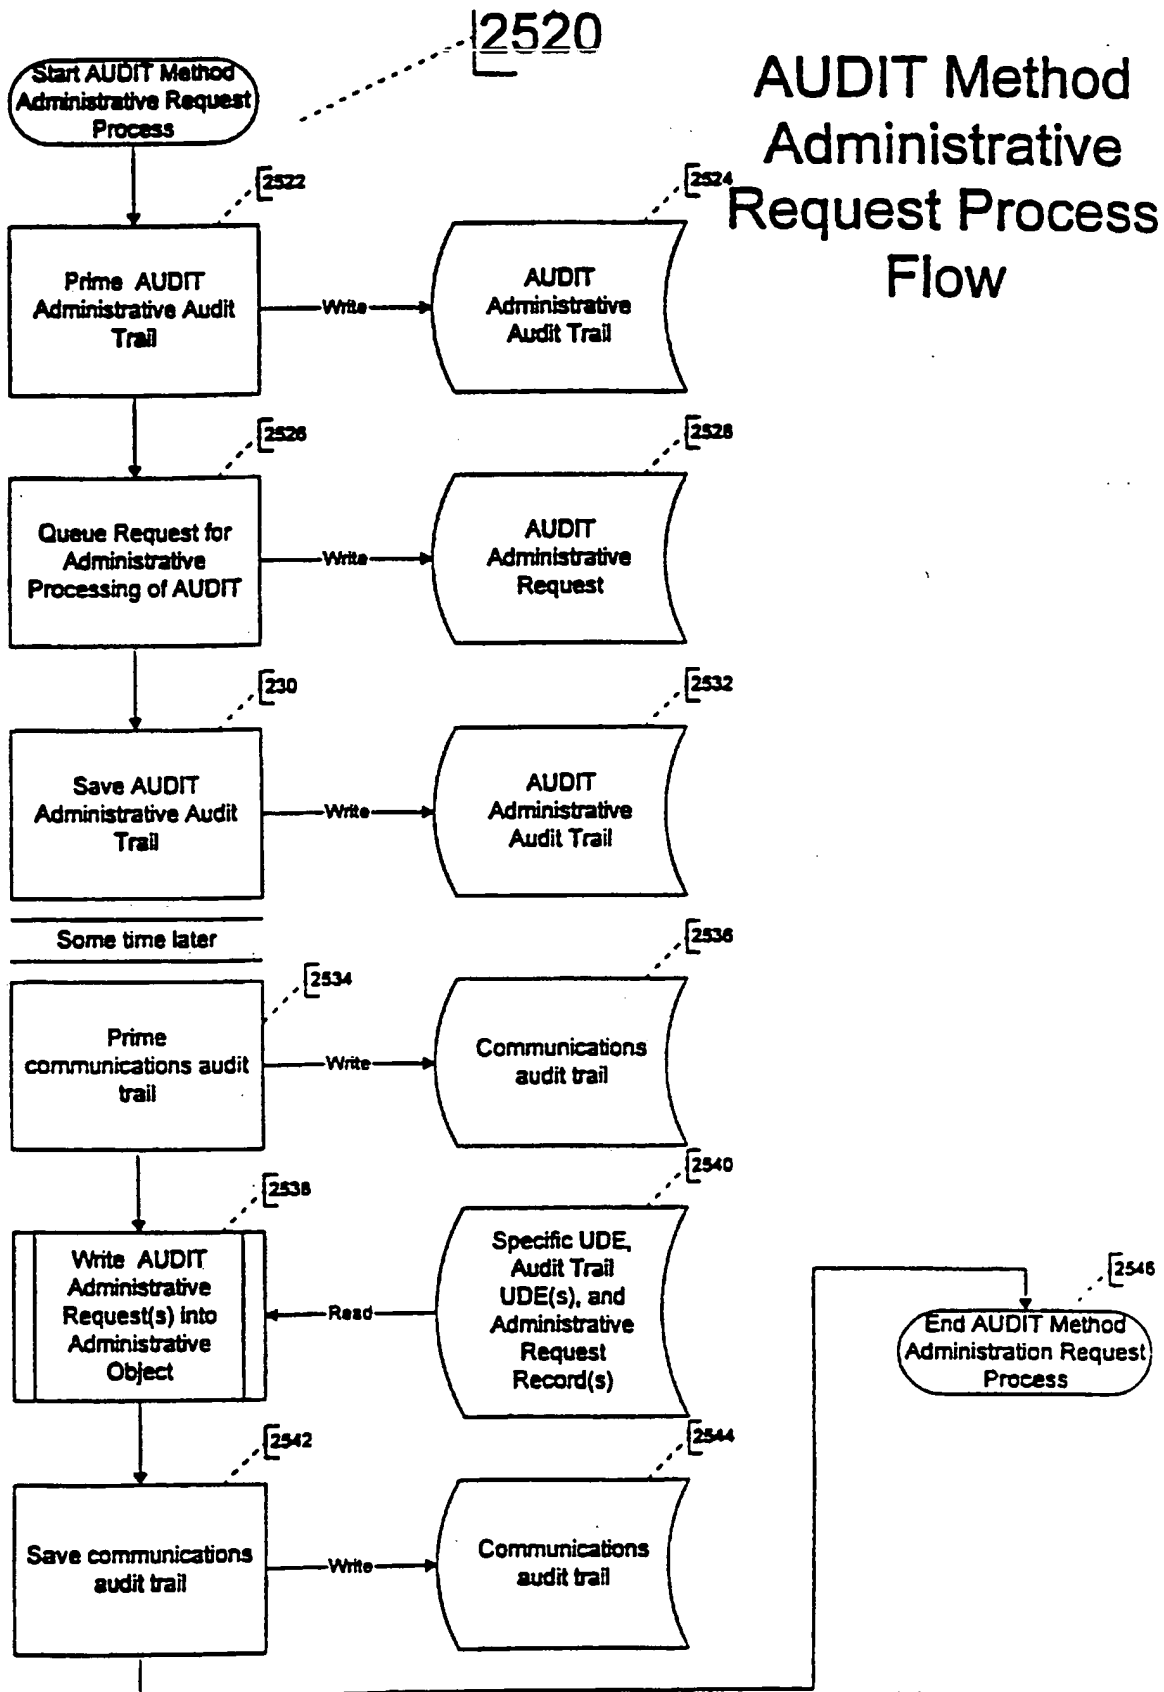 2520
AUDIT Method
Administrative
Request Process
Flow
Start AUDIT Method
Administrative Request
Process
2522
2524
Prime AUDIT
Administrative Audit
Trail
Write
AUDIT
Administrative
Audit Trail
2526
2528
Queue Request for
Administrative
Processing of AUDIT
Write
AUDIT
Administrative
Request
230
2532
Save AUDIT
Administrative Audit
Trail
Write
AUDIT
Administrative
Audit Trail
Some time later
2534
2536
Prime
communications audit
trail
Write
Communications
audit trail
2538
2540
Write AUDIT
Administrative
Request(s) into
Administrative
Object
Read
Specific UDE,
Audit Trail
UDE(s), and
Administrative
Request
Record(s)
2546
End AUDIT Method
Administration Request
Process
2542
2544
Save communications
audit trail
Write
Communications
audit trail